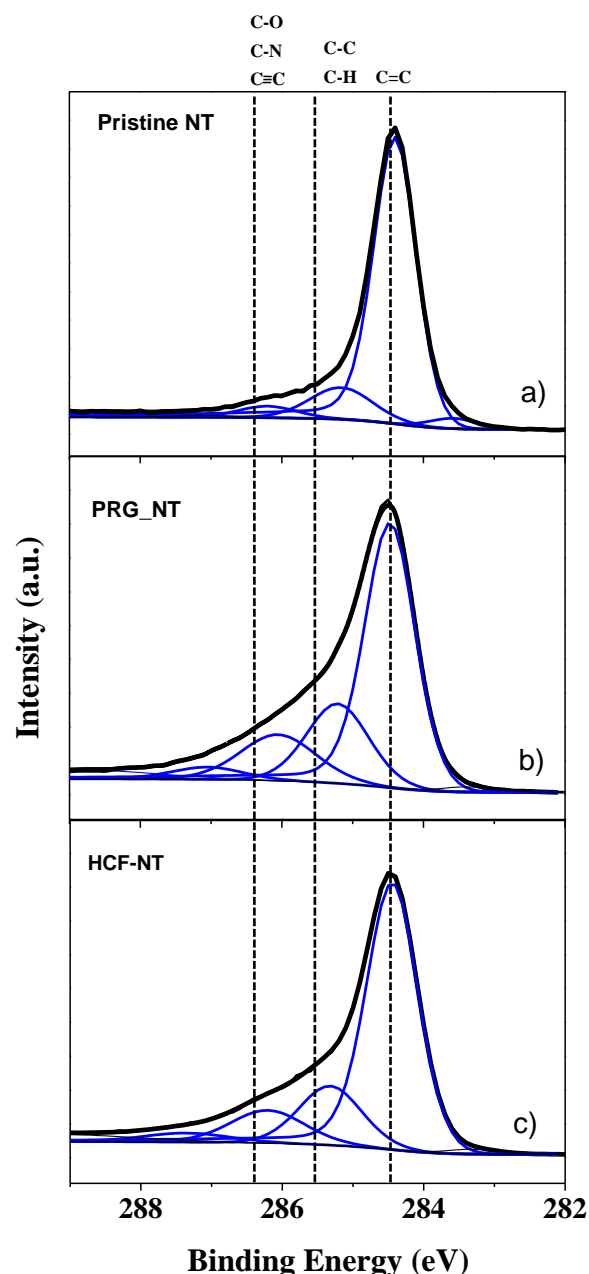 C-O
C-N C-C
C≡C C-H C=C
Pristine NT
a)
PRG_NT
b)
Intensity (a.u.)
HCF-NT
c)
288 286 284 282
Binding Energy (eV)